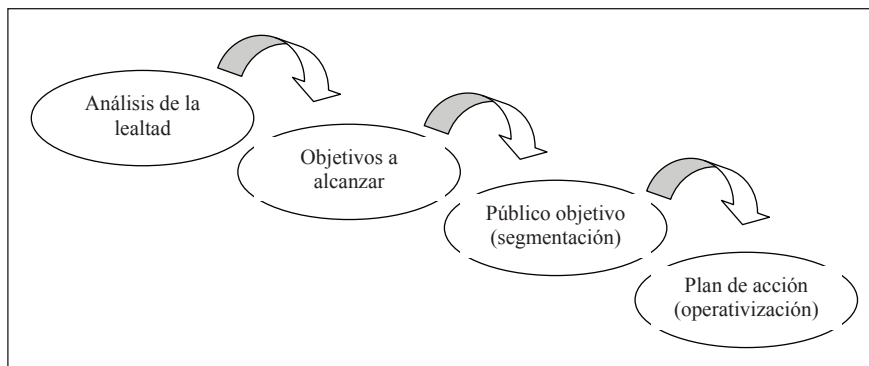 Análisis de la
lealtad
Objetivos a
alcanzar
Público objetivo
(segmentación)
Plan de acción
(operativización)